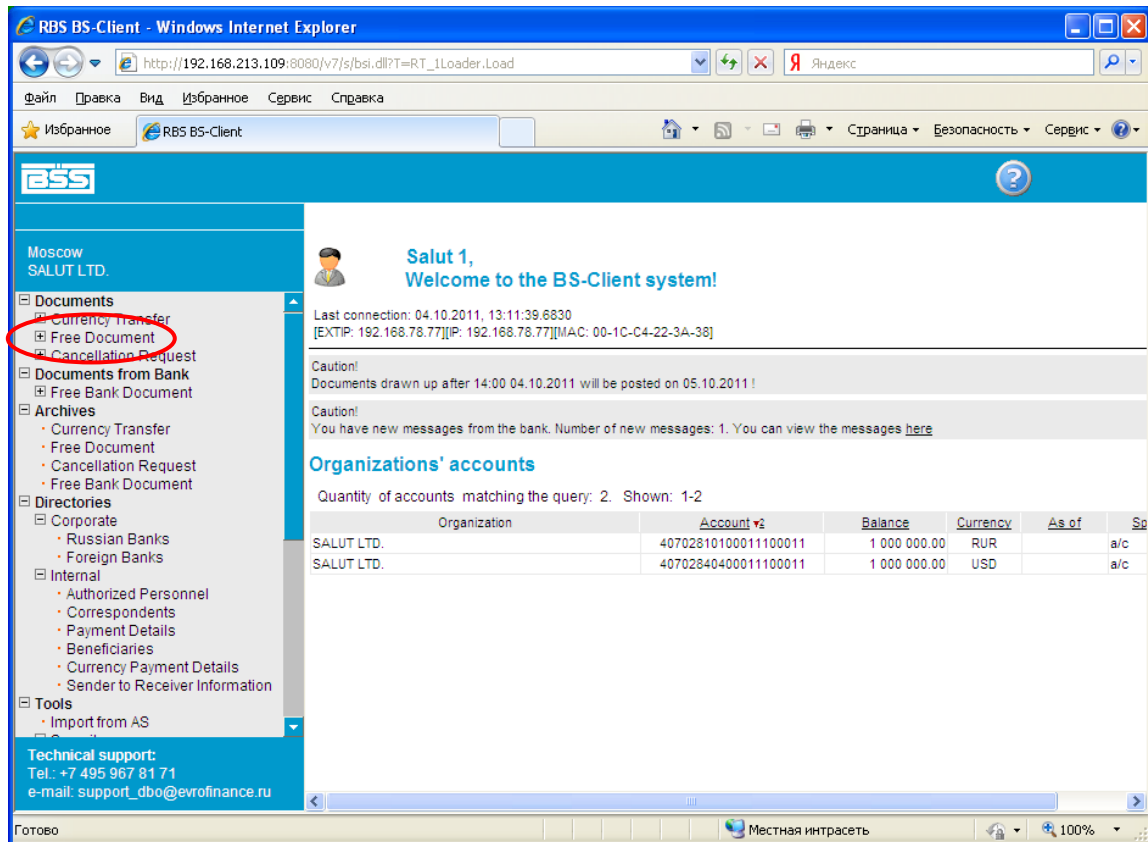 RBS BS-Client - Windows Internet Explorer
http://192.168.213.109:8080/v7/s/bsi.dll?T=RT_1Loader.Load
Я Яндекс
Файл Правка Вид Избранное Сервис Справка
Избранное RBS BS-Client Страница Безопасность Сервис
BSS
Moscow
SALUT LTD.
Documents
Currency Transfer
Free Document
Cancellation Request
Documents from Bank
Free Bank Document
Archives
Currency Transfer
Free Document
Cancellation Request
Free Bank Document
Directories
Corporate
Russian Banks
Foreign Banks
Internal
Authorized Personnel
Correspondents
Payment Details
Beneficiaries
Currency Payment Details
Sender to Receiver Information
Tools
Import from AS
Technical support:
Tel.: +7 495 967 81 71
e-mail: support_dbo@evrofinance.ru
Salut 1,
Welcome to the BS-Client system!
Last connection: 04.10.2011, 13:11:39.6830
[EXTIP: 192.168.78.77][IP: 192.168.78.77][MAC: 00-1C-C4-22-3A-38]
Caution!
Documents drawn up after 14:00 04.10.2011 will be posted on 05.10.2011 !
Caution!
You have new messages from the bank. Number of new messages: 1. You can view the messages here
Organizations' accounts
Quantity of accounts matching the query: 2. Shown: 1-2
Organization Account 2 Balance Currency As of Sp
SALUT LTD. 40702810100011100011 1 000 000.00 RUR a/c
SALUT LTD. 40702840400011100011 1 000 000.00 USD a/c
Готово Местная интрасеть 100%